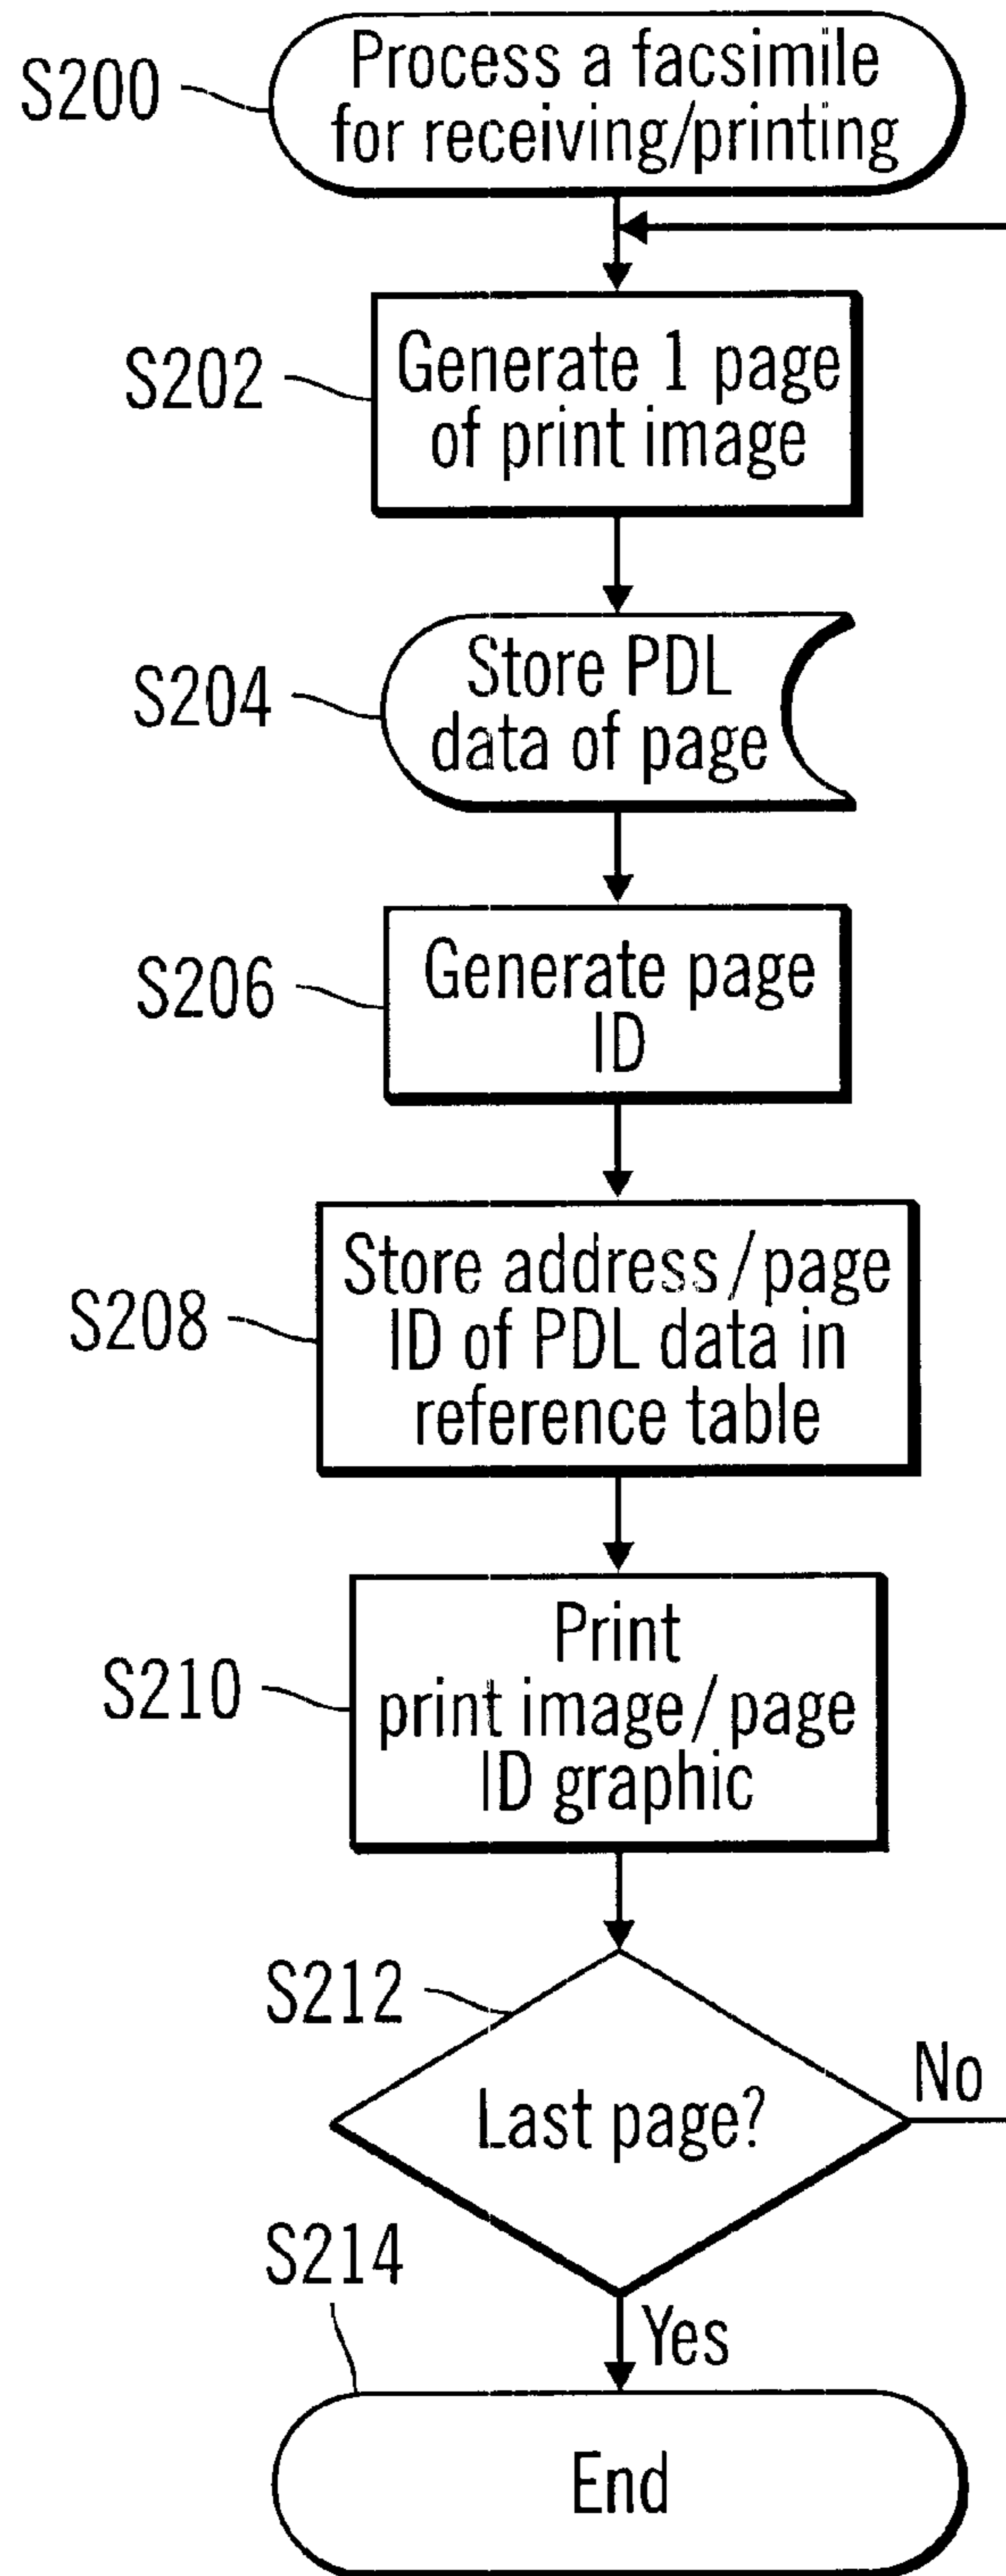 S200
Process a facsimile
for receiving/printing
S202
Generate 1 page
of print image
S204
Store PDL
data of page
S206
Generate page
ID
S208
Store address/page
ID of PDL data in
reference table
S210
Print
print image/page
ID graphic
S212
Last page?
No
S214
Yes
End